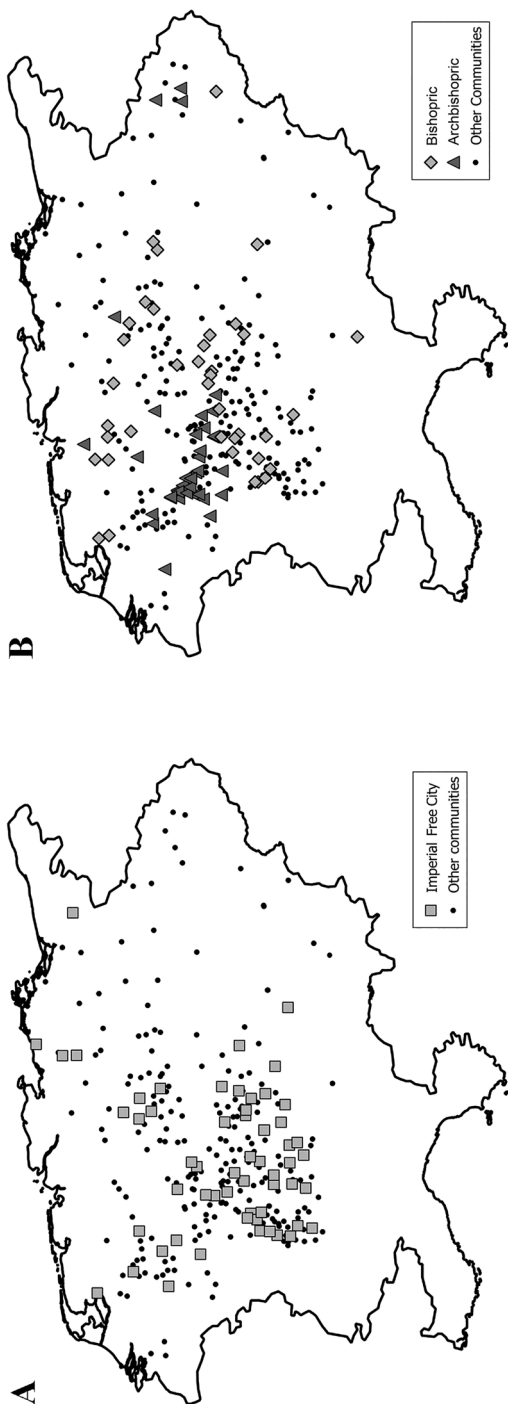 A
Imperial Free City
Other communities
B
Bishopric
Archbishopric
Other Communities